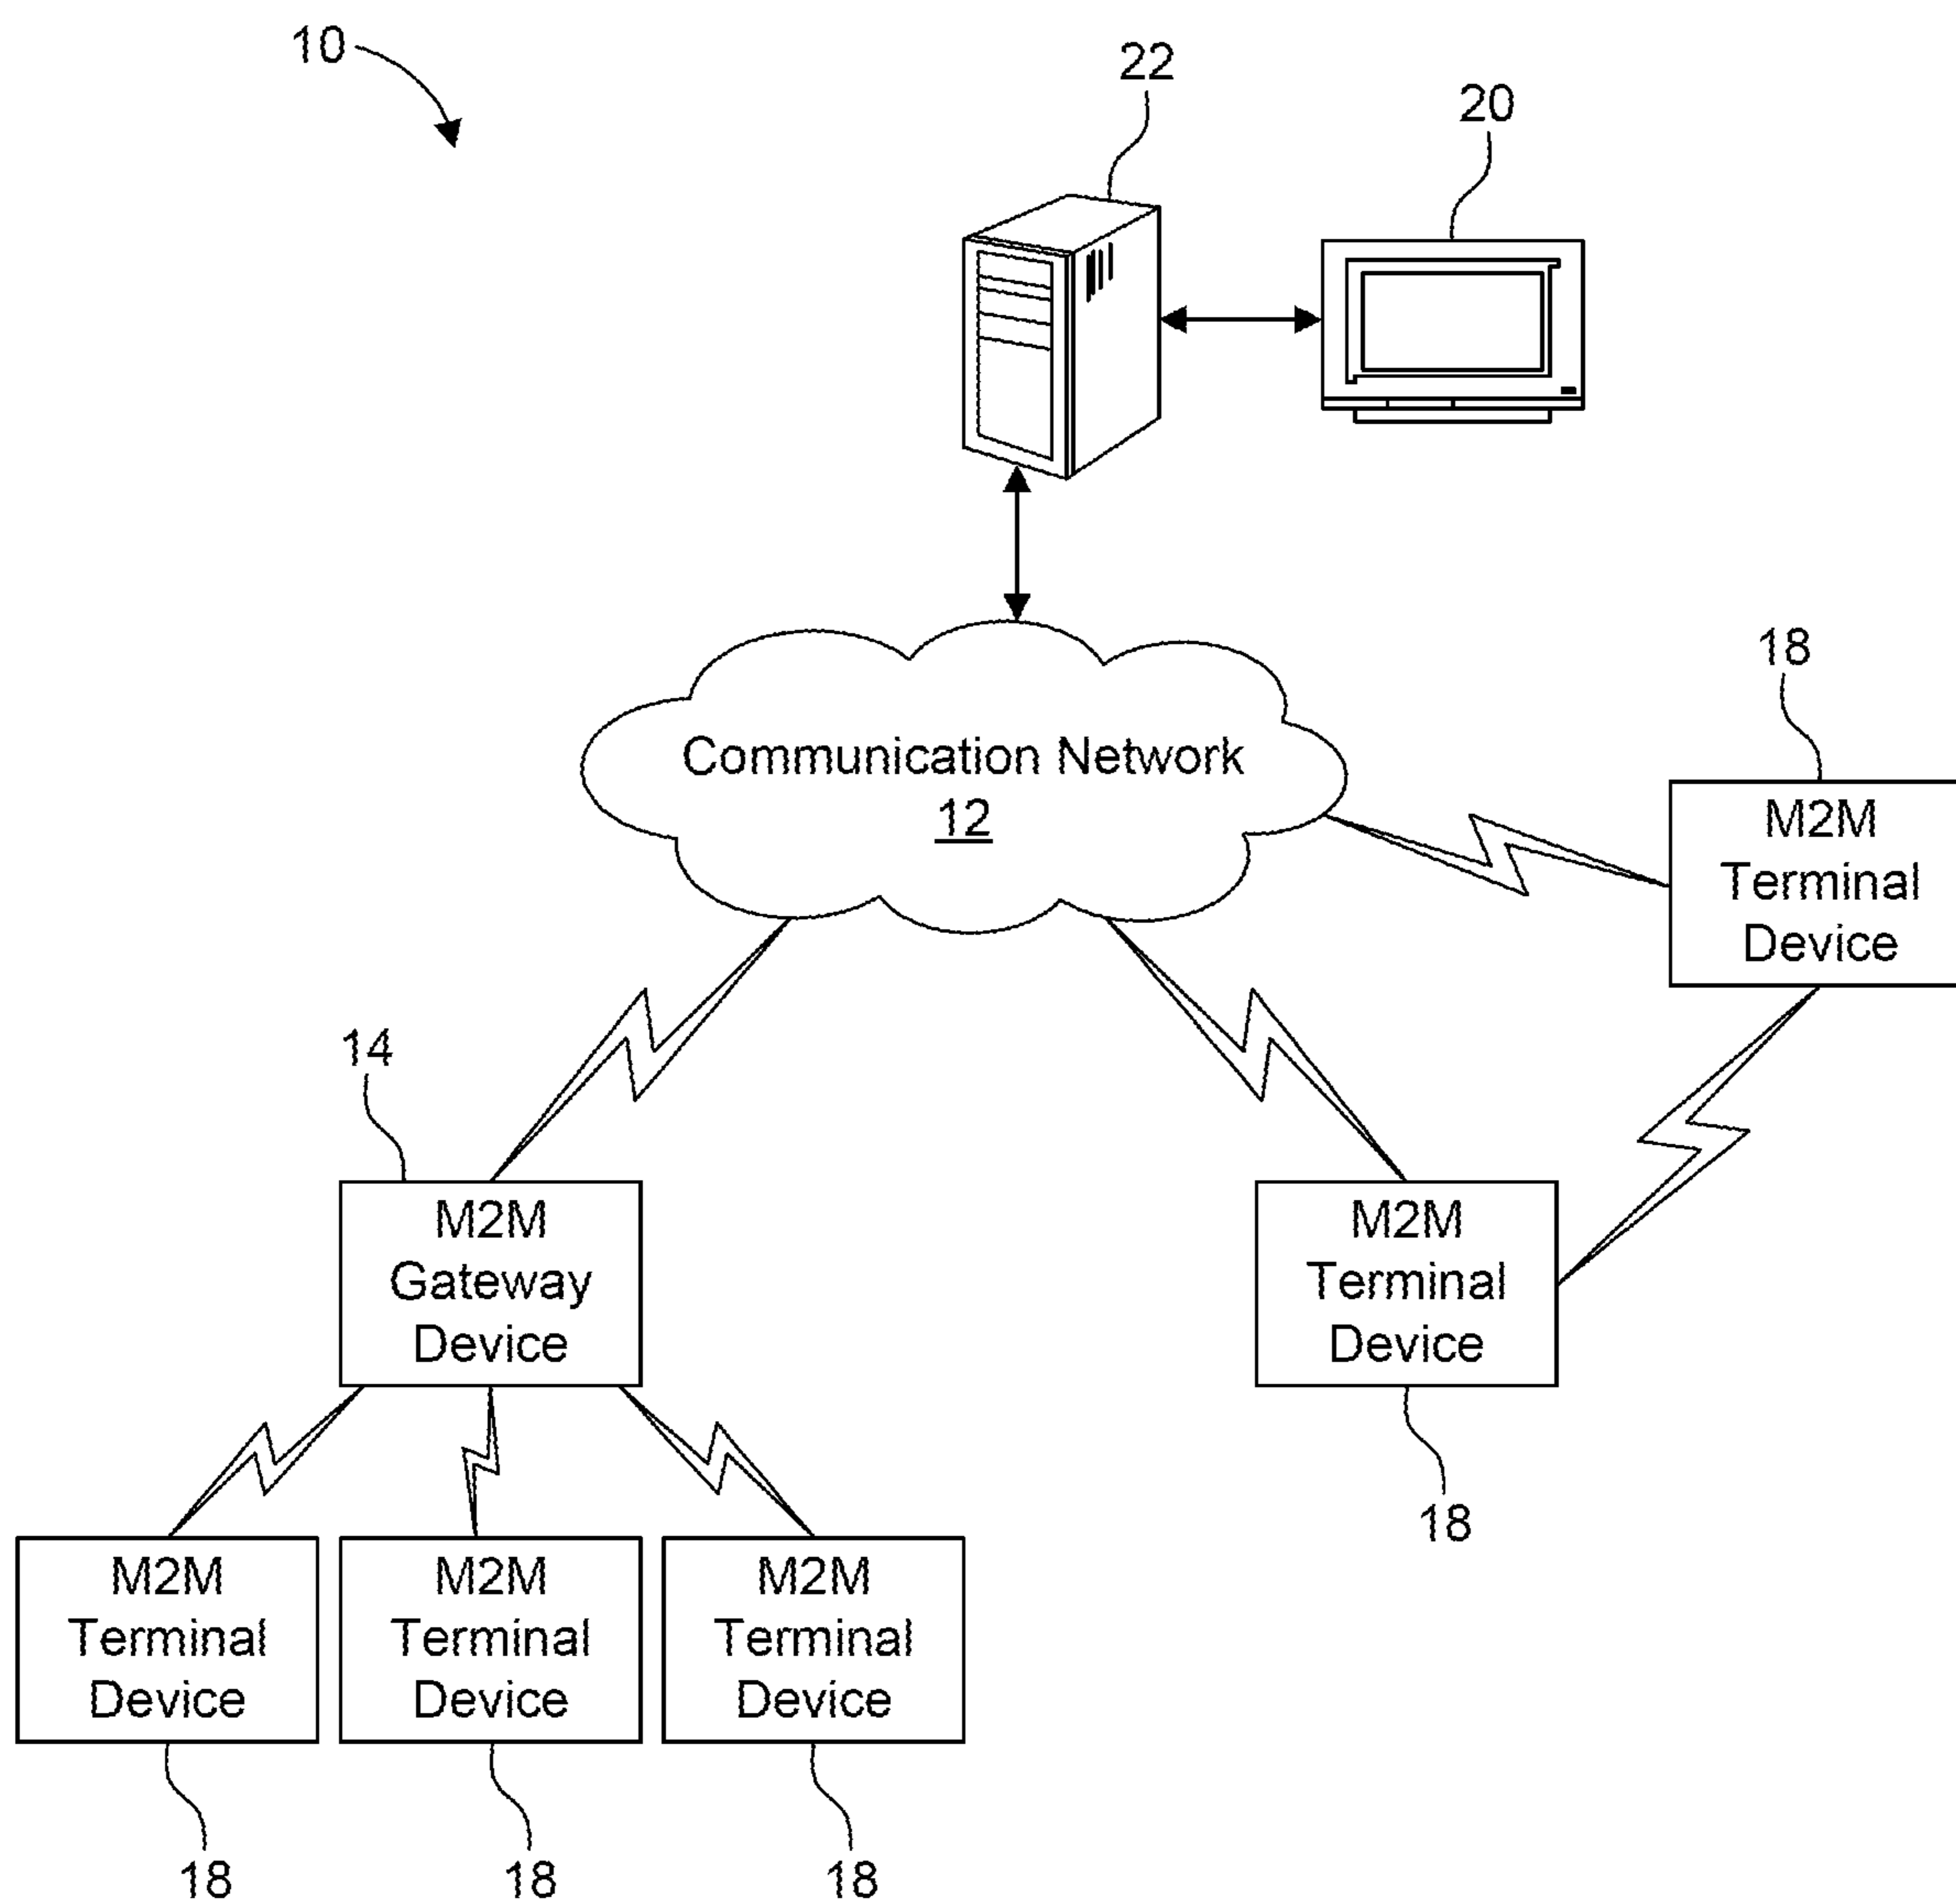 10
22
20
Communication Network
12
18
M2M
Terminal
Device
14
M2M
Gateway
Device
M2M
Terminal
Device
18
M2M
Terminal
Device
M2M
Terminal
Device
M2M
Terminal
Device
18
18
18